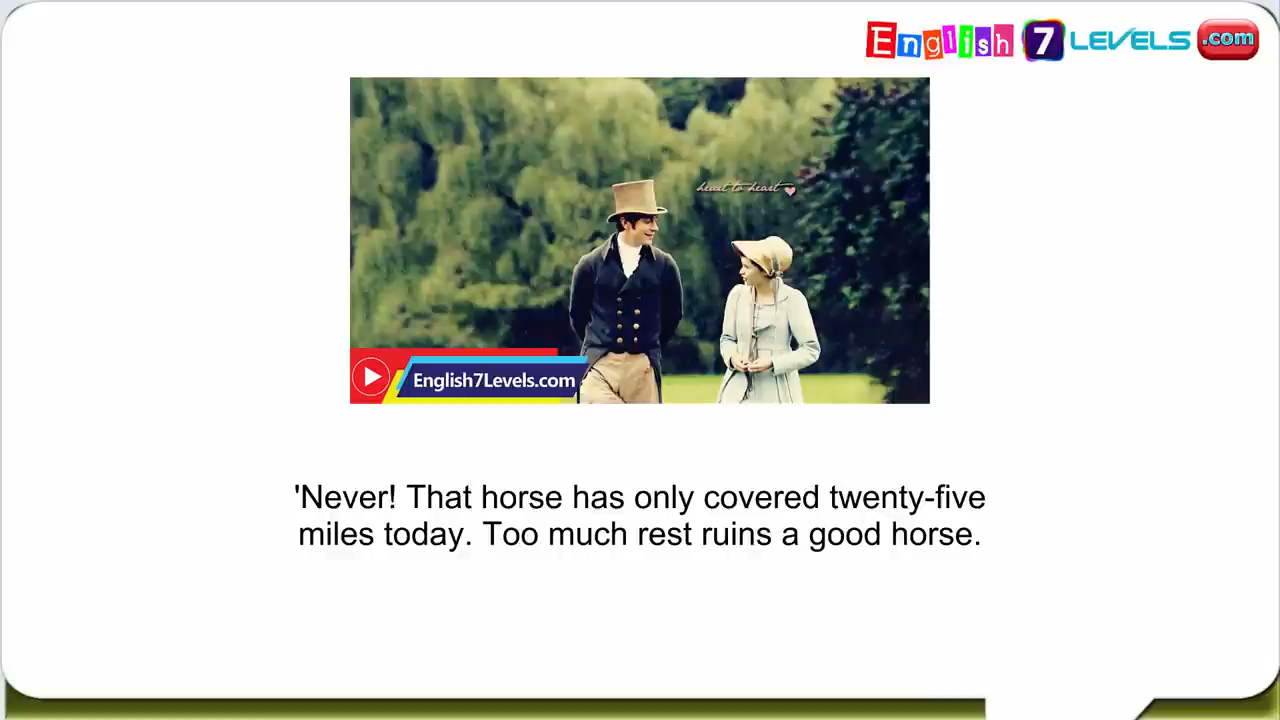 English 7 LEVELS .com
heart to heart
English7Levels.com
'Never! That horse has only covered twenty-five
miles today. Too much rest ruins a good horse.